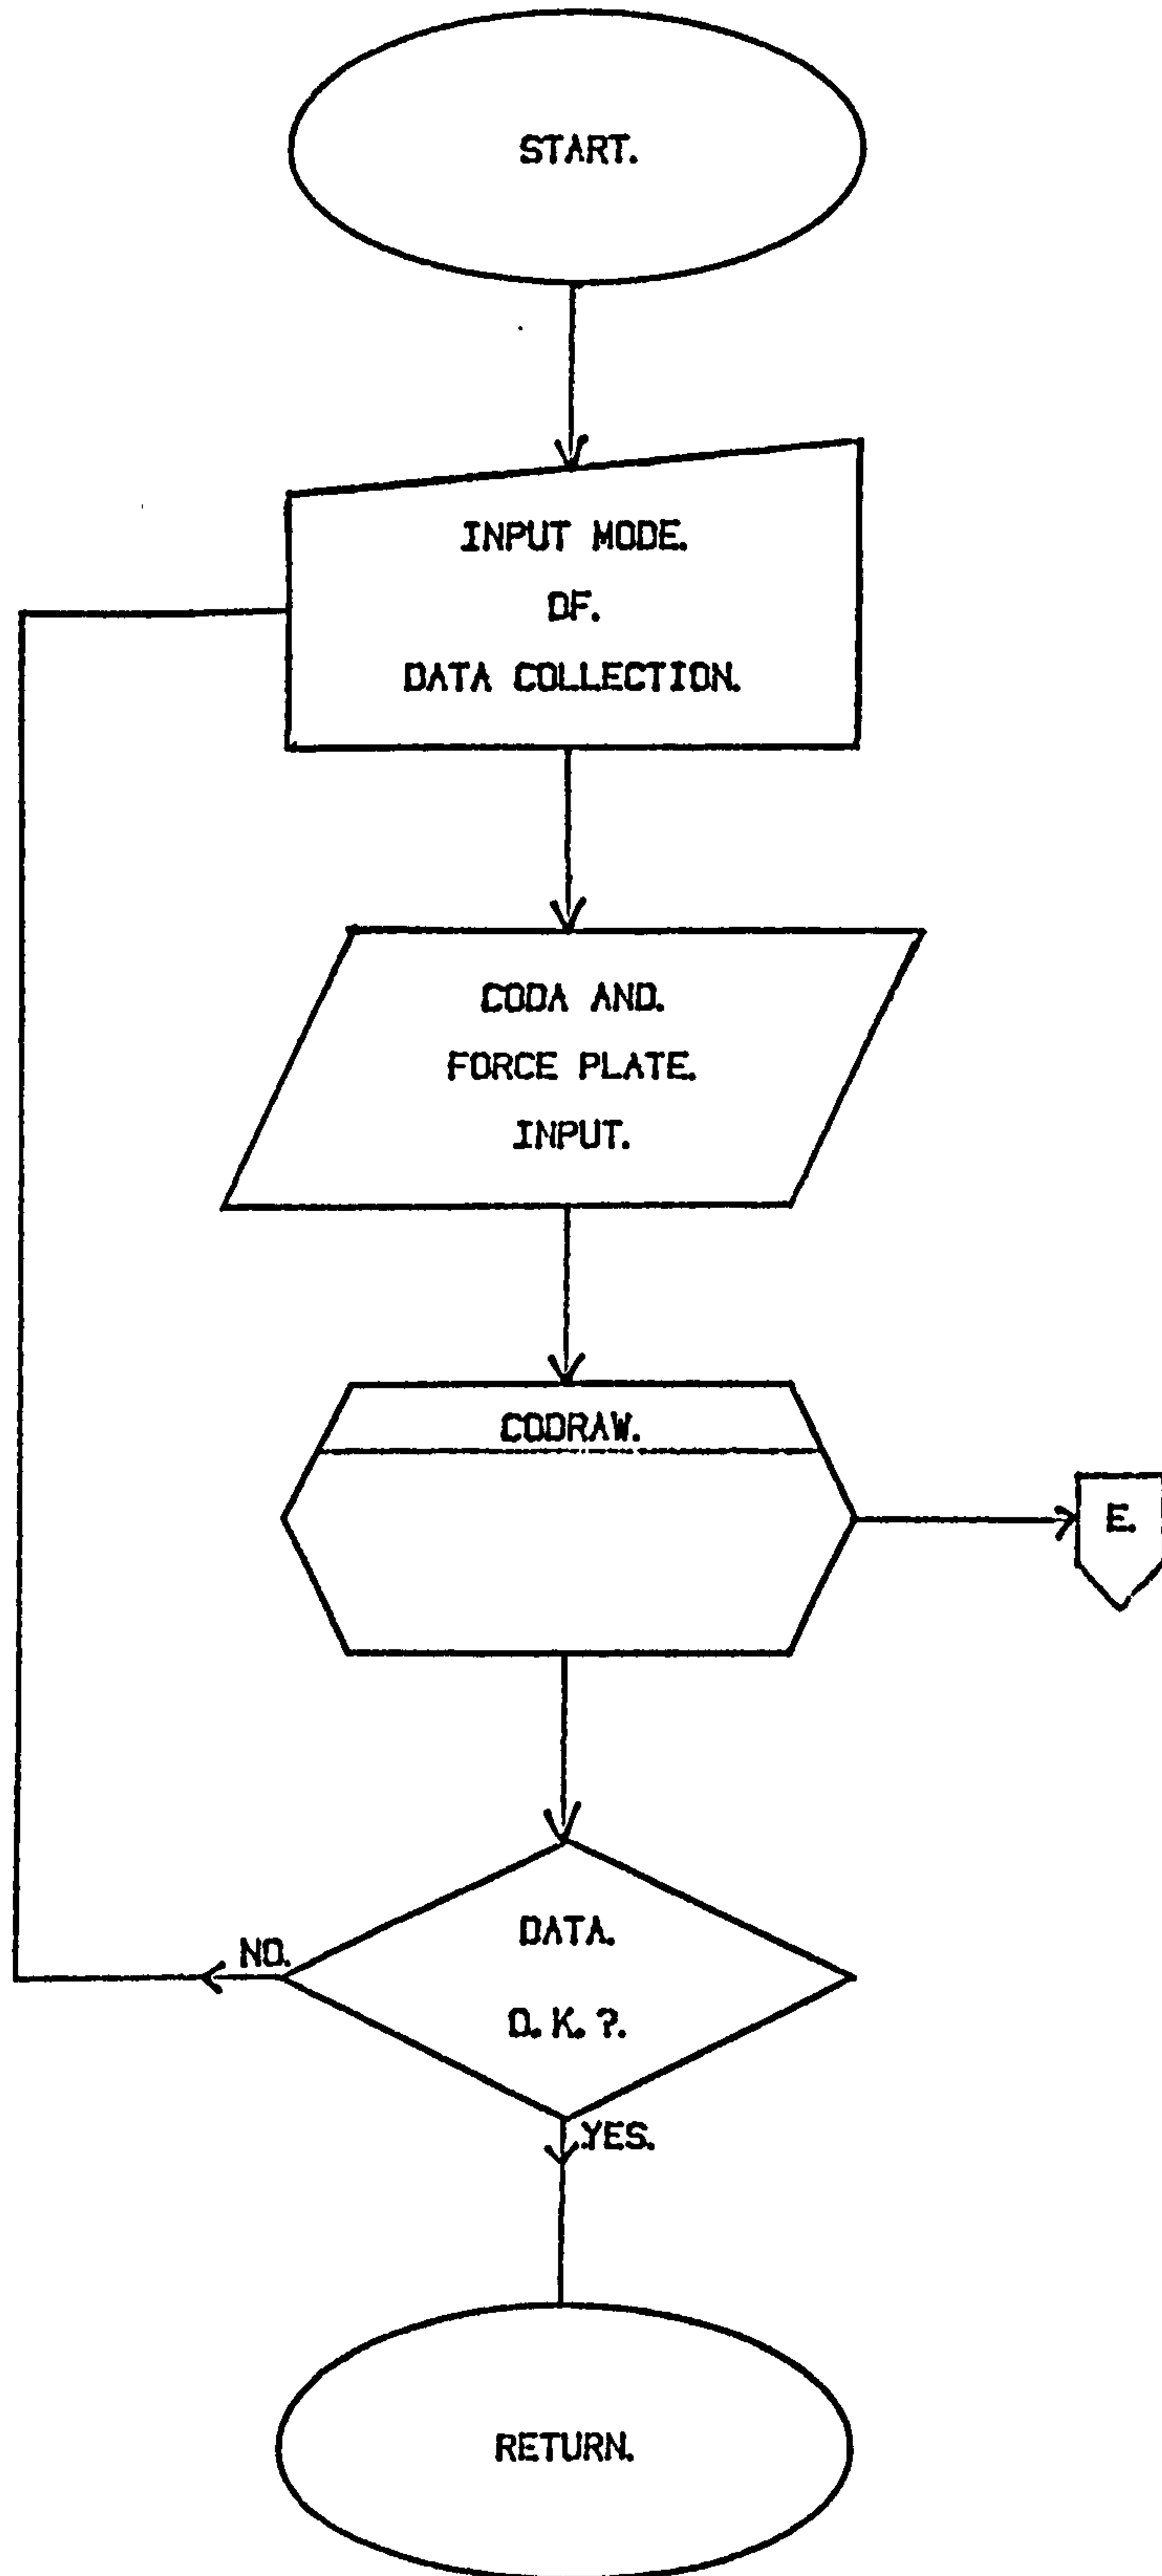 START.
INPUT MODE.
OF.
DATA COLLECTION.
CODA AND.
FORCE PLATE.
INPUT.
CODRAW.
E.
DATA.
NO.
O. K. ?.
YES.
RETURN.